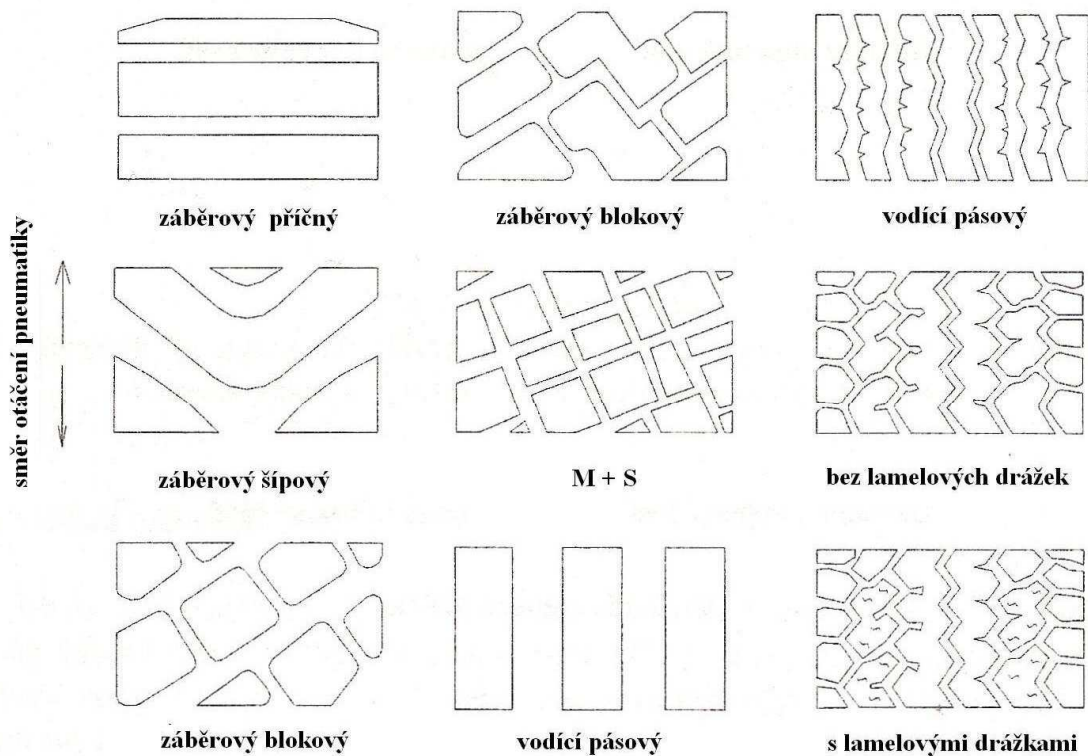 záběrový příčný
záběrový blokový
vodící pásový
směr otáčení pneumatiky
záběrový šípový
M + S
bez lamelových drážek
záběrový blokový
vodící pásový
s lamelovými drážkami